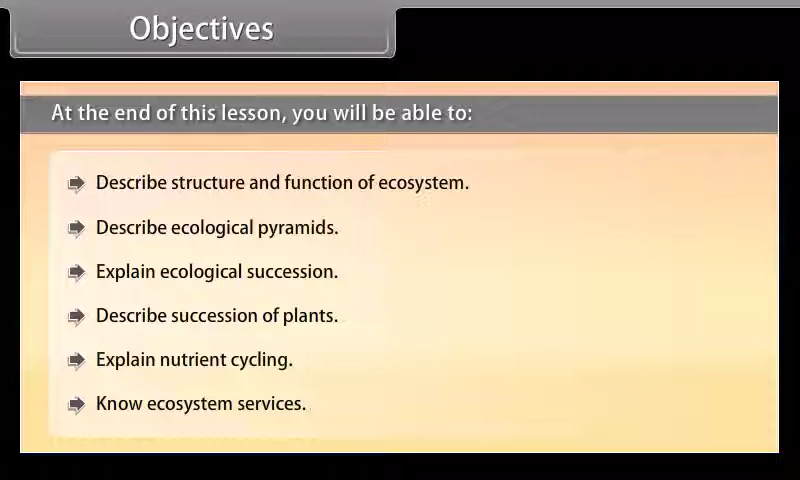 Objectives
At the end of this lesson, you will be able to:
Describe structure and function of ecosystem.
Describe ecological pyramids.
Explain ecological succession.
Describe succession of plants.
Explain nutrient cycling.
Know ecosystem services.